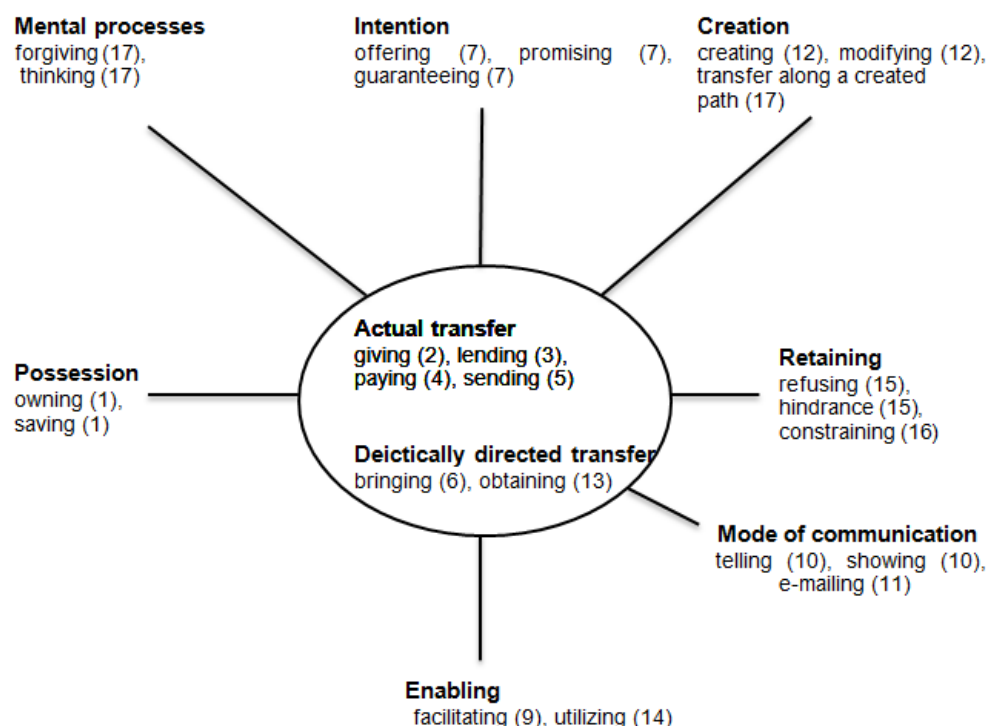 Mental processes
forgiving (17),
thinking (17)
Intention
offering (7), promising (7),
guaranteeing (7)
Creation
creating (12), modifying (12),
transfer along a created
path (17)
Actual transfer
giving (2), lending (3),
paying (4), sending (5)
Possession
owning (1),
saving (1)
Retaining
refusing (15),
hindrance (15),
constraining (16)
Deictically directed transfer
bringing (6), obtaining (13)
Mode of communication
telling (10), showing (10),
e-mailing (11)
Enabling
facilitating (9), utilizing (14)